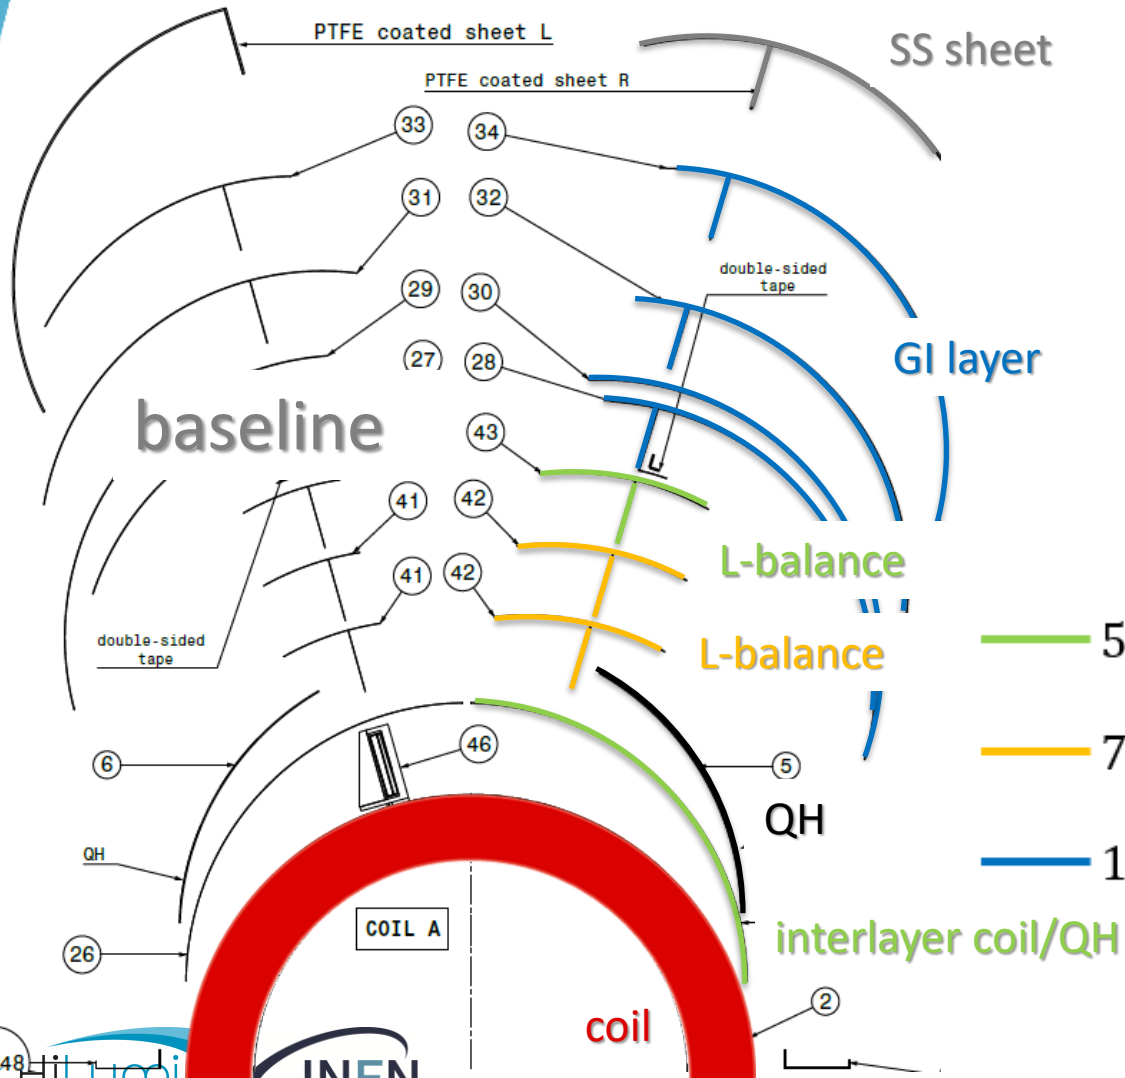 PTFE coated sheet L
SS sheet
PTFE coated sheet R
33
34
31
32
double-sided
tape
29
30
GI layer
27
28
baseline
43
41
42
L-balance
41
42
double-sided
tape
L-balance
5
6
46
5
7
QH
QH
1
COIL A
interlayer coil/QH
26
2
coil
48